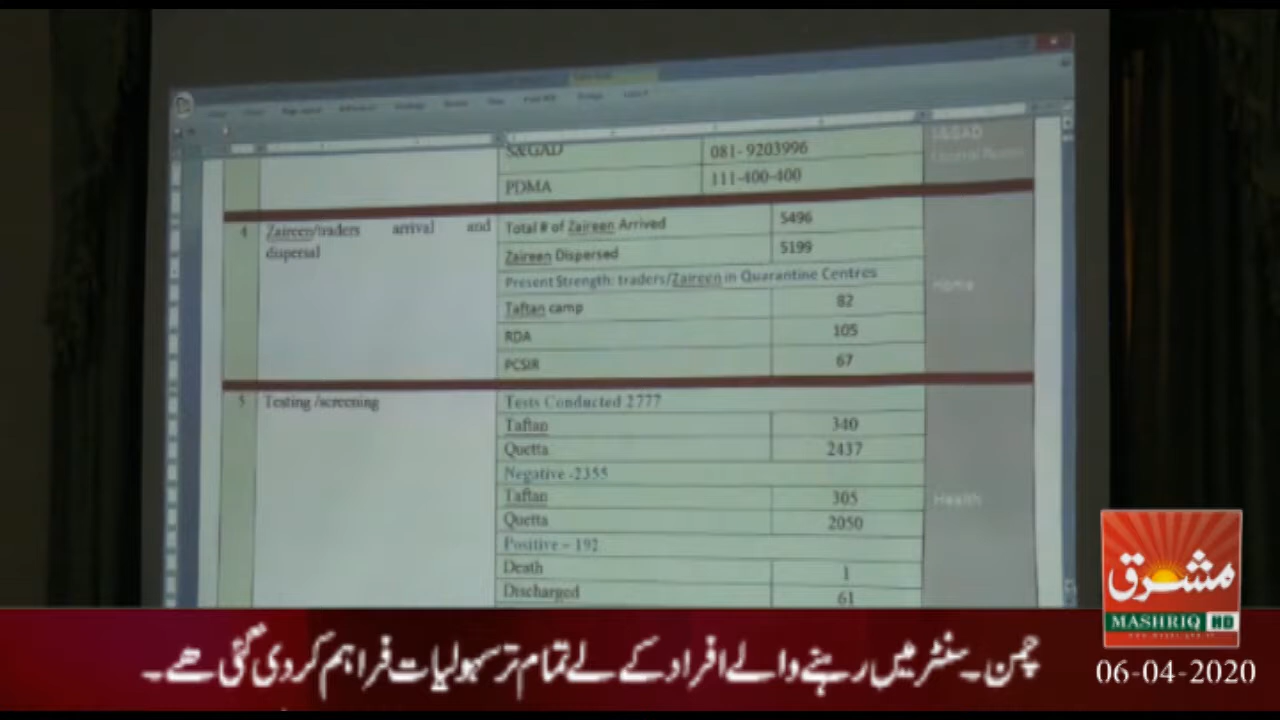 S&GAD 081- 9203996
S&GAD
PDMA 111-400-400
4 Zaireen/traders arrival and
dispersal
Total # of Zaireen Arrived 5496
Zaireen Dispersed 5199
Present Strength: traders/Zaireen in Quarantine Centres
Home
Taftan camp 82
RDA 105
PCSIR 67
5 Testing /screening
Tests Conducted 2777
Taftan 340
Quetta 2437
Negative -2355
Taftan 305
Health
Quetta 2050
Positive – 192
Death 1
Discharged 61
مشرق
MASHRIQ HD
چمن۔ سنٹر میں رہنے والے افراد کے لے تمام تر سہولیات فراہم کردی گئی ھے۔
06-04-2020